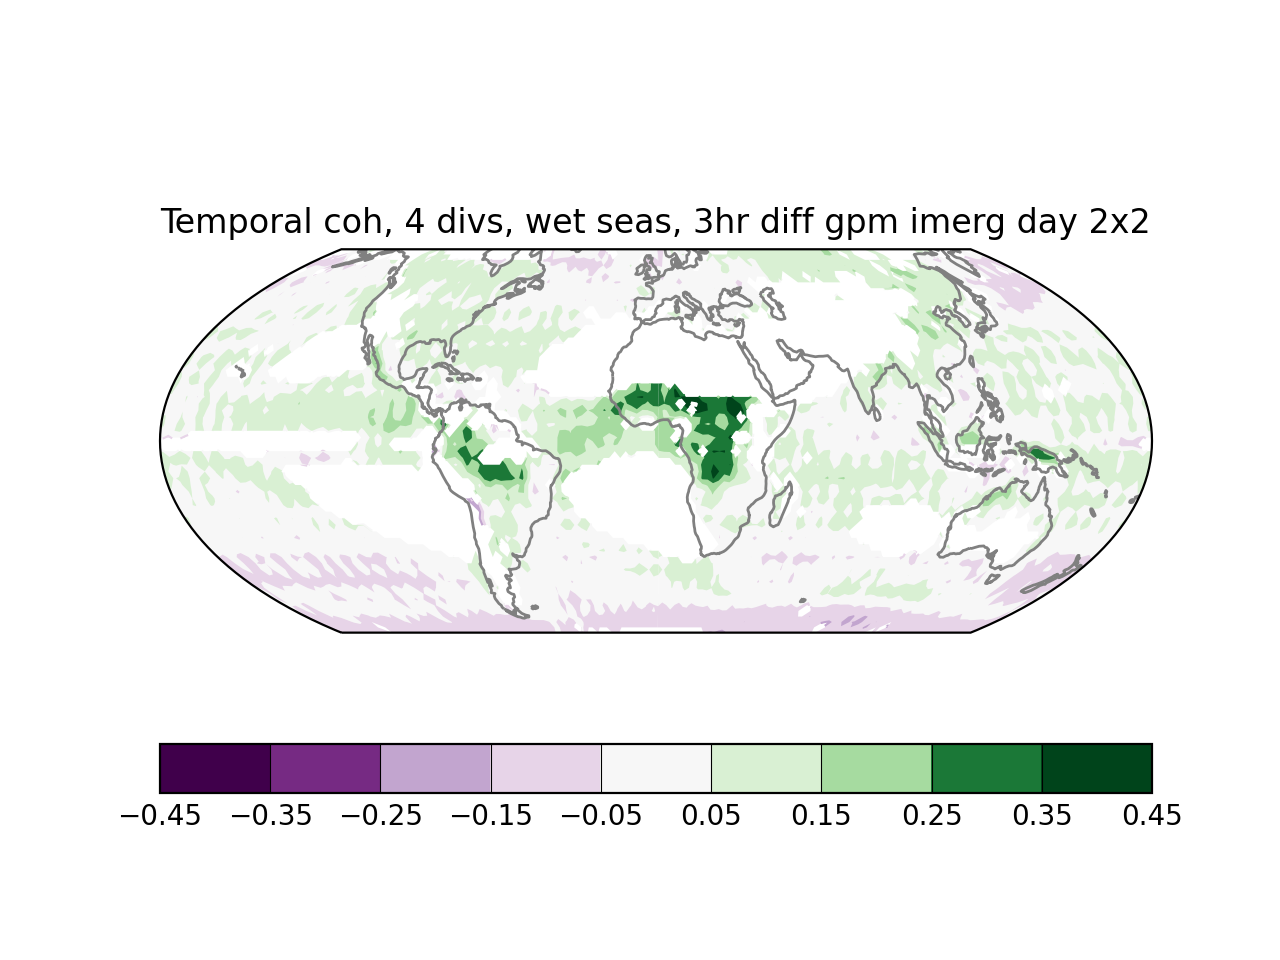 Temporal coh, 4 divs, wet seas, 3hr diff gpm imerg day 2x2
−0.45 −0.35 −0.25 −0.15 −0.05 0.05 0.15 0.25 0.35 0.45